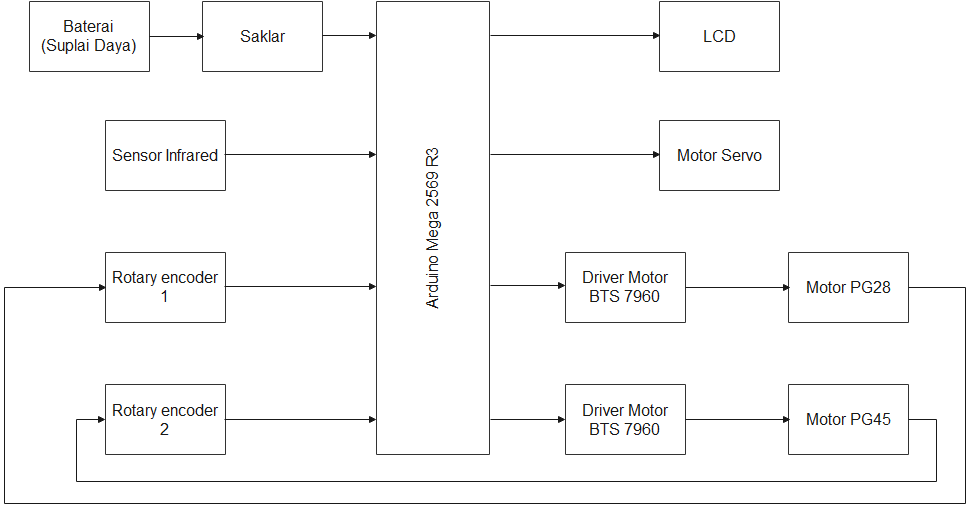 Baterai
(Suplai Daya)
Saklar
LCD
Sensor Infrared
Arduino Mega 2569 R3
Motor Servo
Rotary encoder
1
Driver Motor
BTS 7960
Motor PG28
Rotary encoder
2
Driver Motor
BTS 7960
Motor PG45